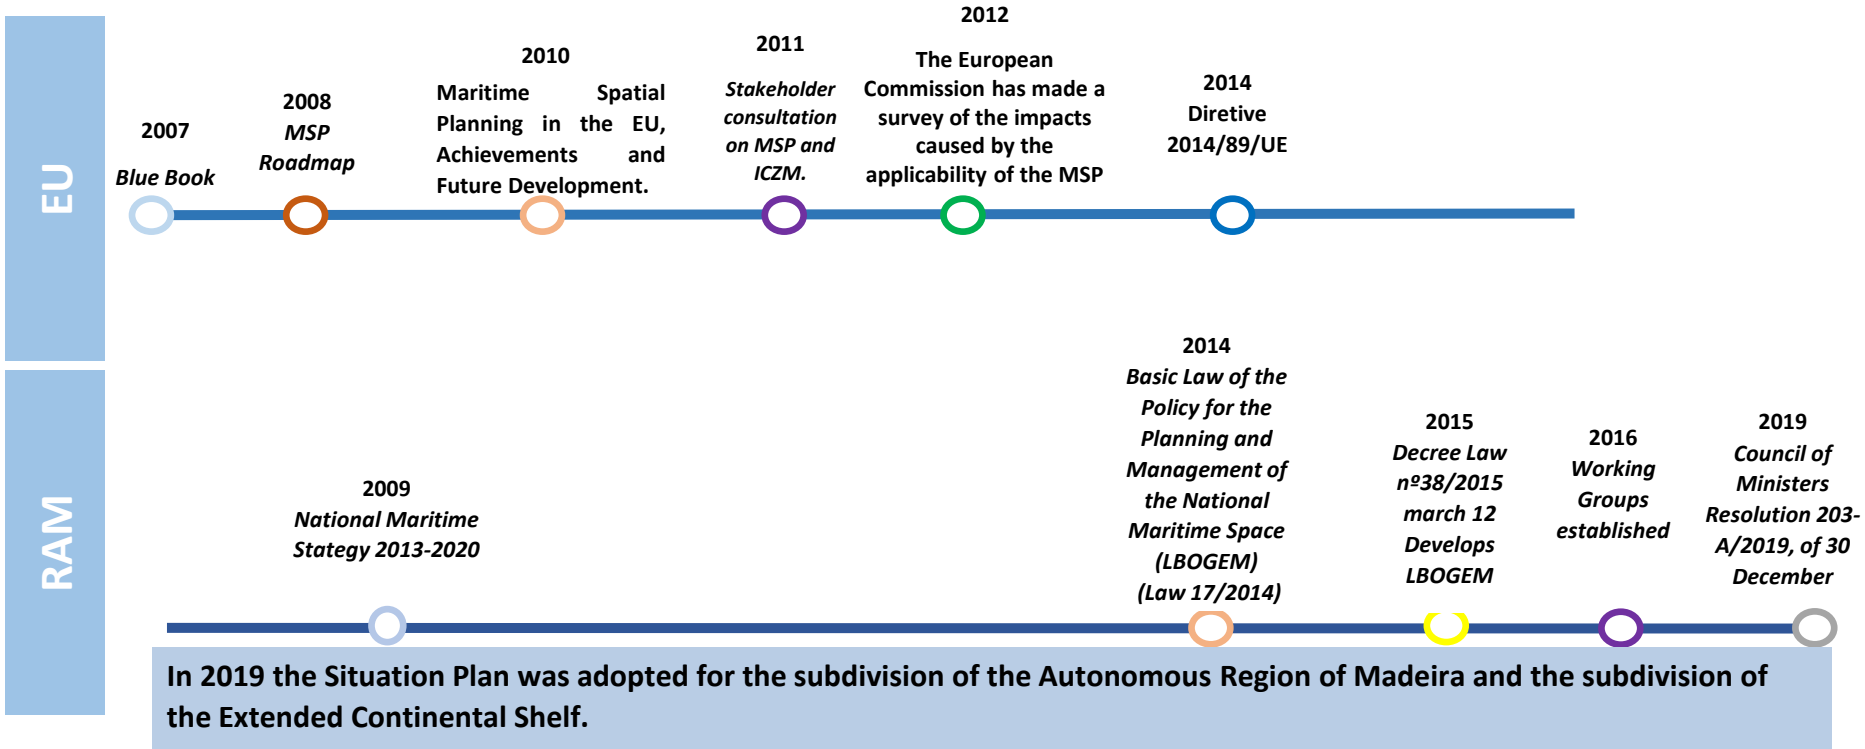 EU
2007
Blue Book
2008
MSP
Roadmap
2010
Maritime Spatial
Planning in the EU,
Achievements and
Future Development.
2011
Stakeholder
consultation
on MSP and
ICZM.
2012
The European
Commission has made a
survey of the impacts
caused by the
applicability of the MSP
2014
Diretive
2014/89/UE
RAM
2009
National Maritime
Stategy 2013-2020
2014
Basic Law of the
Policy for the
Planning and
Management of
the National
Maritime Space
(LBOGEM)
(Law 17/2014)
2015
Decree Law
nº38/2015
march 12
Develops
LBOGEM
2016
Working
Groups
established
2019
Council of
Ministers
Resolution 203-
A/2019, of 30
December
In 2019 the Situation Plan was adopted for the subdivision of the Autonomous Region of Madeira and the subdivision of
the Extended Continental Shelf.